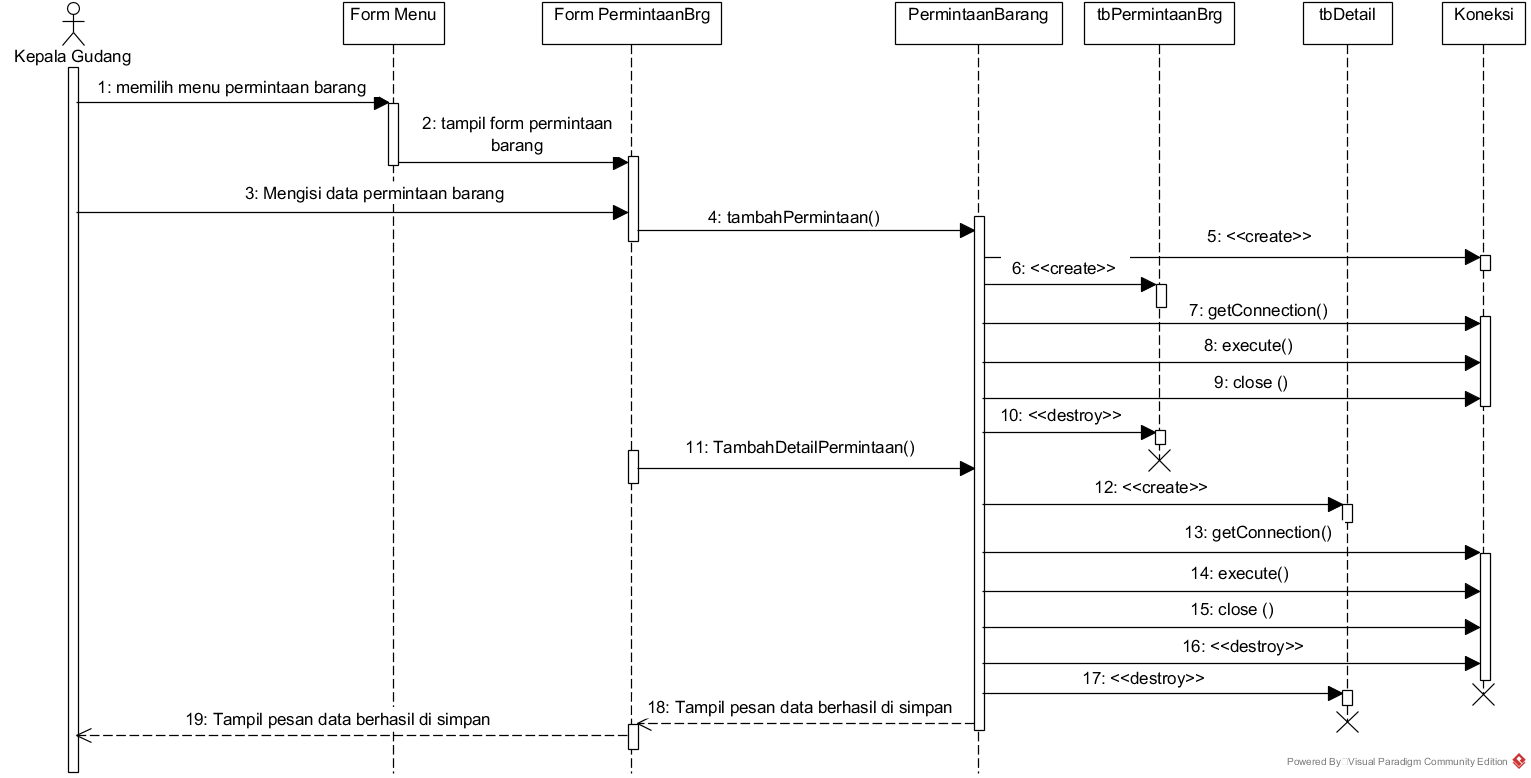 Kepala Gudang
Form Menu
Form PermintaanBrg
PermintaanBarang
tbPermintaanBrg
tbDetail
Koneksi
1: memilih menu permintaan barang
2: tampil form permintaan
barang
3: Mengisi data permintaan barang
4: tambahPermintaan()
5: <<create>>
6: <<create>>
7: getConnection()
8: execute()
9: close ()
10: <<destroy>>
11: TambahDetailPermintaan()
12: <<create>>
13: getConnection()
14: execute()
15: close ()
16: <<destroy>>
17: <<destroy>>
18: Tampil pesan data berhasil di simpan
19: Tampil pesan data berhasil di simpan
Powered By Visual Paradigm Community Edition